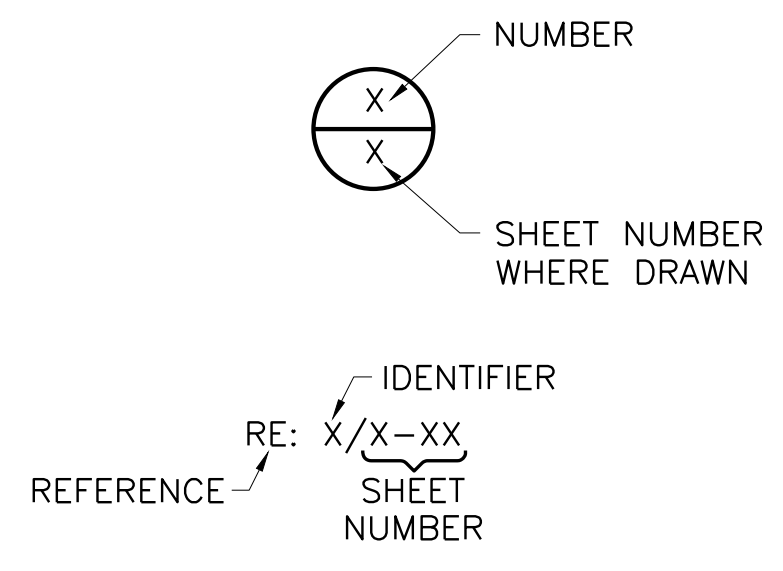 NUMBER
X
X
SHEET NUMBER
WHERE DRAWN
IDENTIFIER
RE: X/X-XX
REFERENCE
SHEET
NUMBER